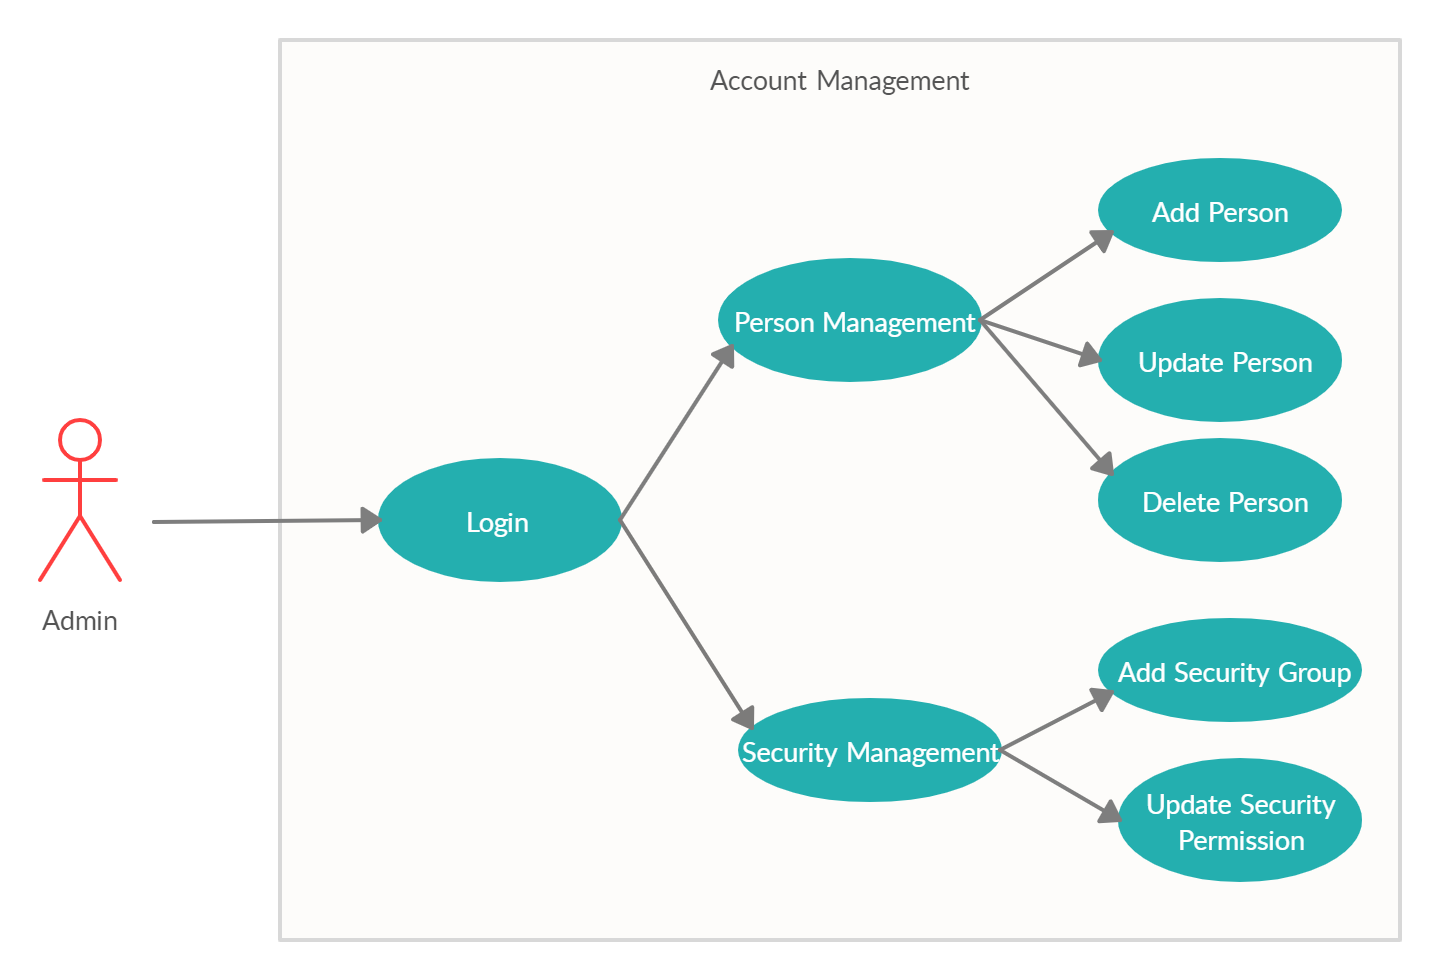 Account Management
Add Person
Person Management
Update Person
Delete Person
Login
Admin
Add Security Group
Security Management
Update Security
Permission